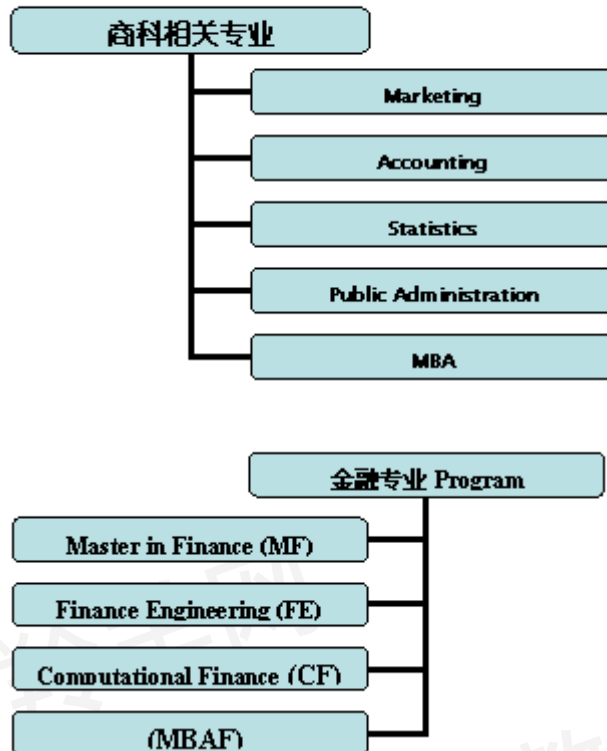 商科相关专业
Marketing
Accounting
Statistics
Public Administration
MBA
金融专业 Program
Master in Finance (MF)
Finance Engineering (FE)
Computational Finance (CF)
(MBAF)